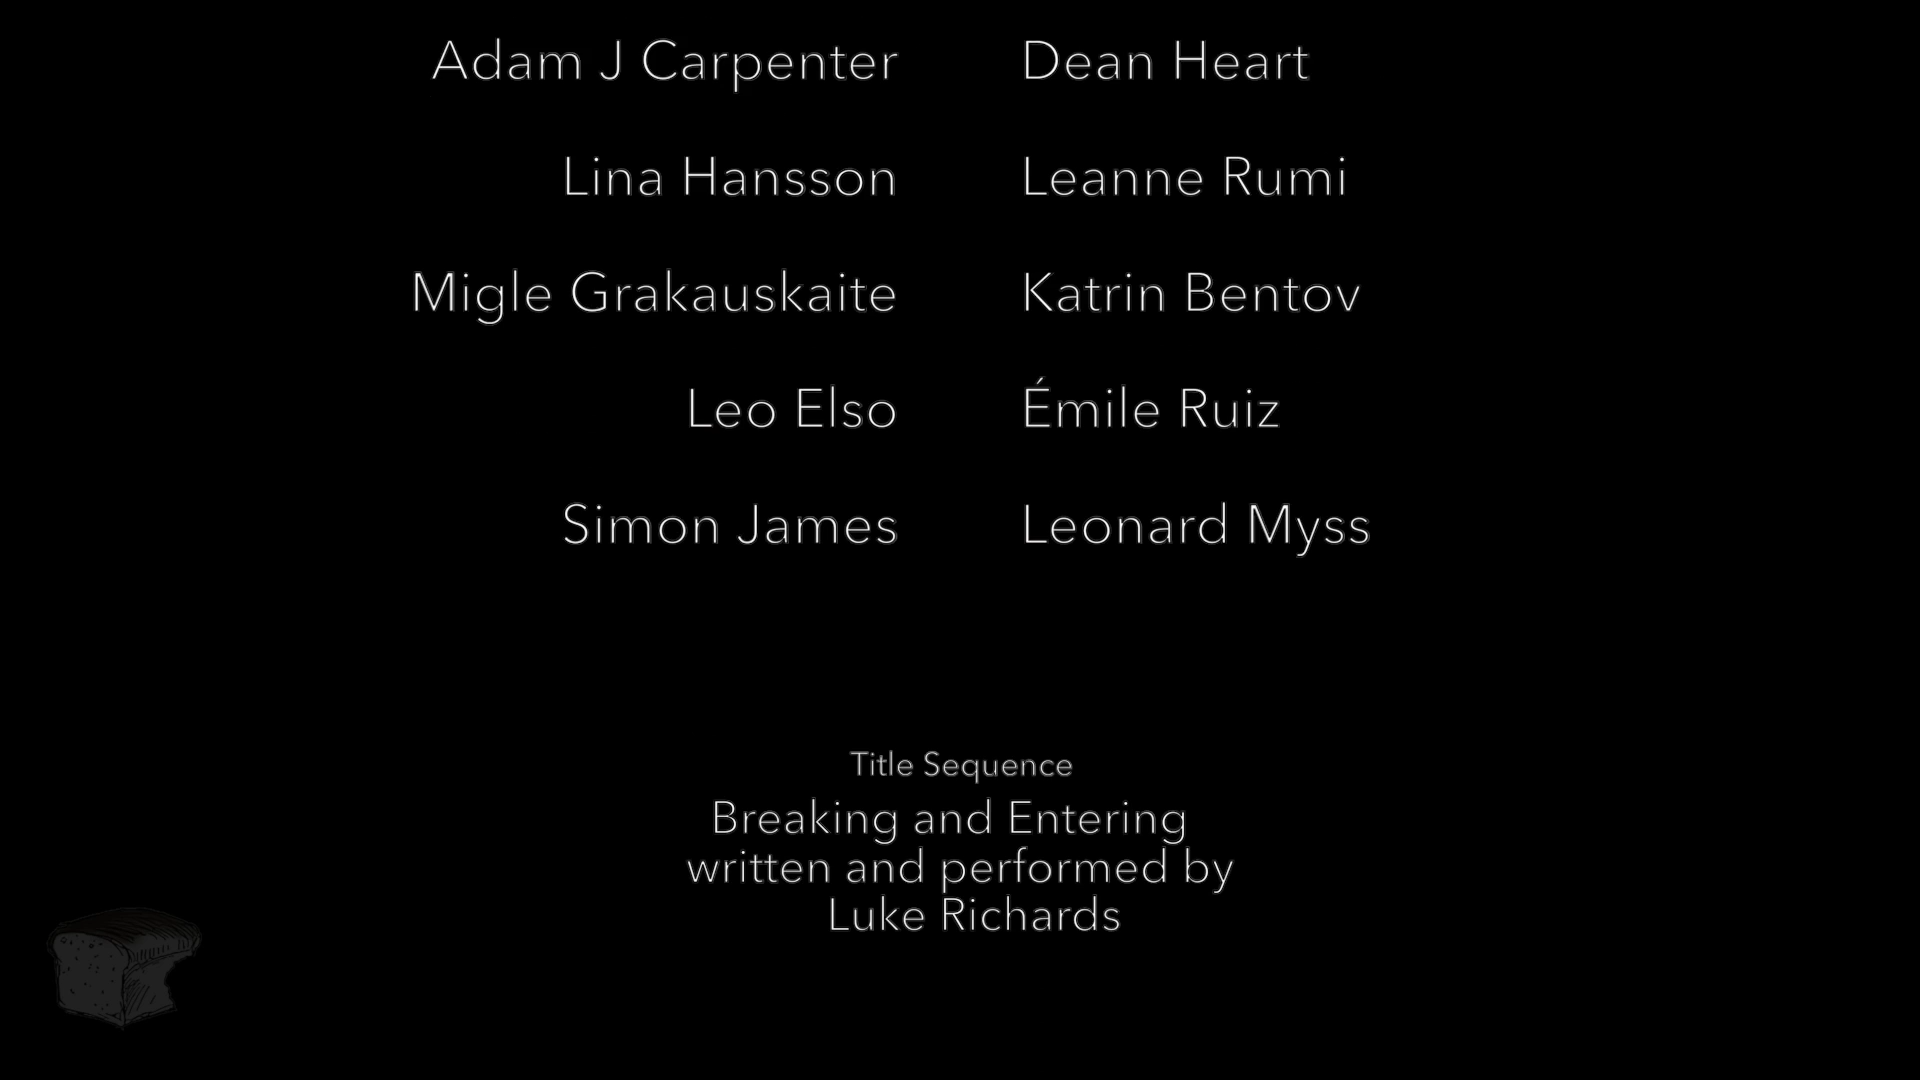 Adam J Carpenter Dean Heart
Lina Hansson Leanne Rumi
Migle Grakauskaite Katrin Bentov
Leo Elso Émile Ruiz
Simon James Leonard Myss
Title Sequence
Breaking and Entering
written and performed by
Luke Richards